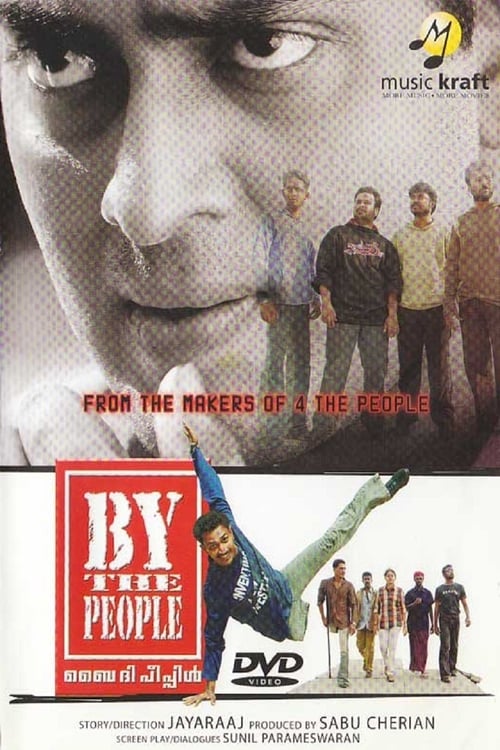 music kraft
MORE MUSIC • MORE MOVIES
FROM THE MAKERS OF 4 THE PEOPLE
BY
THE
PEOPLE
ബൈ ദി പീപ്പിൾ
INVENTING
DVD
VIDEO
STORY/DIRECTION JAYARAAJ PRODUCED BY SABU CHERIAN
SCREEN PLAY/DIALOGUES SUNIL PARAMESWARAN